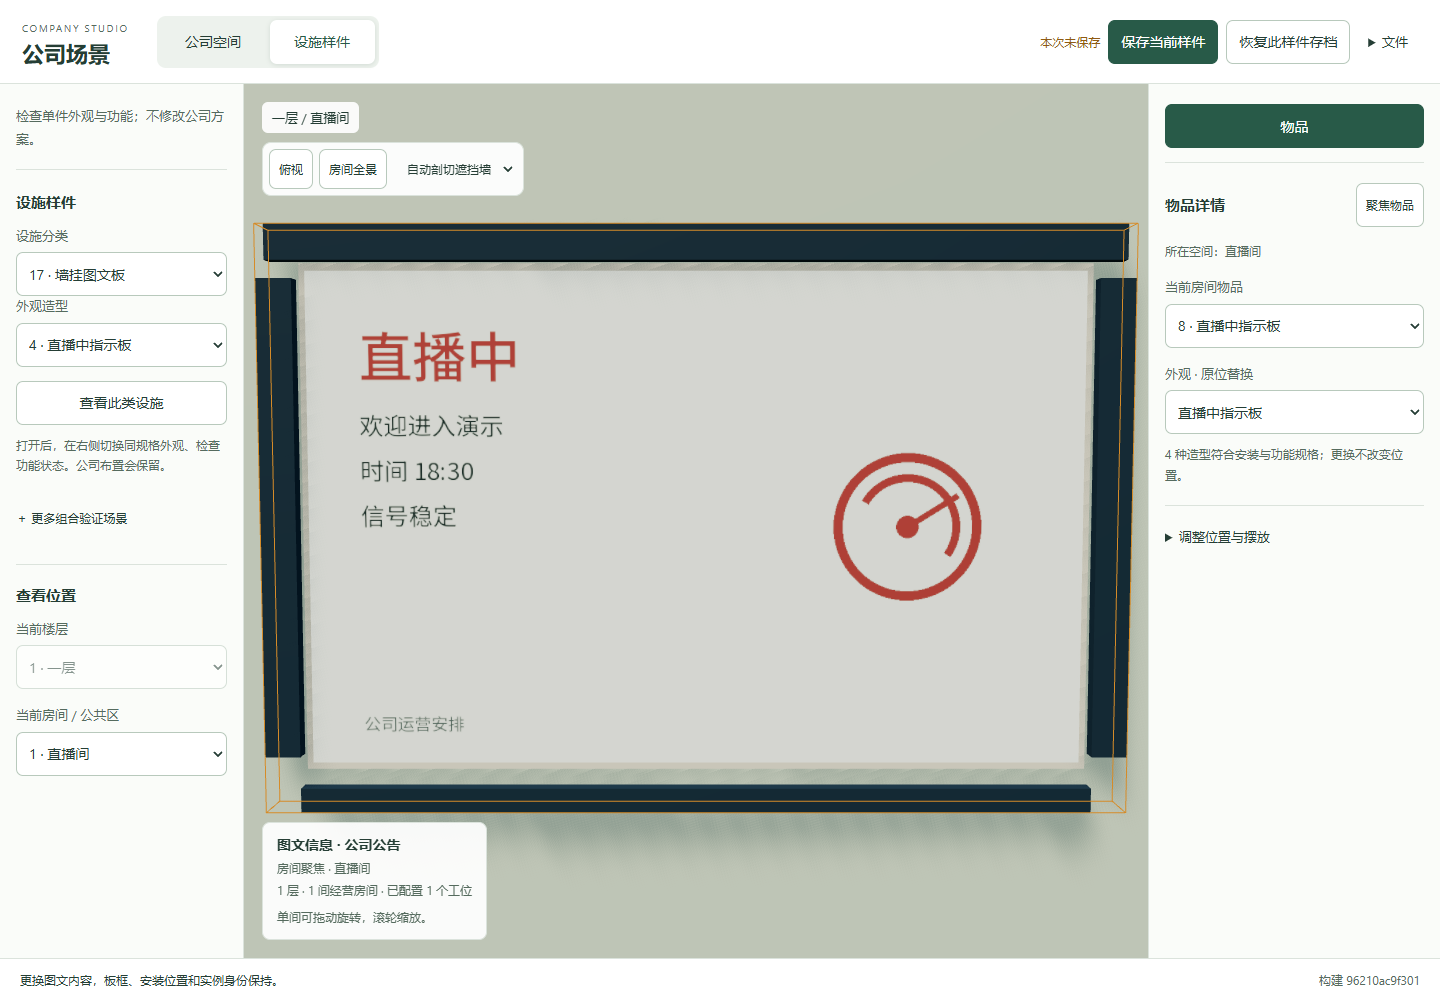 COMPANY STUDIO
公司场景
公司空间
设施样件
本次未保存
保存当前样件
恢复此样件存档
▶ 文件
检查单件外观与功能；不修改公司方案。
设施样件
设施分类
17 · 墙挂图文板
外观造型
4 · 直播中指示板
查看此类设施
打开后，在右侧切换同规格外观、检查
功能状态。公司布置会保留。
+ 更多组合验证场景
查看位置
当前楼层
1 · 一层
当前房间 / 公共区
1 · 直播间
一层 / 直播间
俯视
房间全景
自动剖切遮挡墙
直播中
欢迎进入演示
时间 18:30
信号稳定
公司运营安排
图文信息 · 公司公告
房间聚焦 · 直播间
1 层 · 1 间经营房间 · 已配置 1 个工位
单间可拖动旋转，滚轮缩放。
物品
物品详情
聚焦物品
所在空间：直播间
当前房间物品
8 · 直播中指示板
外观 · 原位替换
直播中指示板
4 种造型符合安装与功能规格；更换不改变位
置。
▶ 调整位置与摆放
更换图文内容，板框、安装位置和实例身份保持。
构建 96210ac9f301